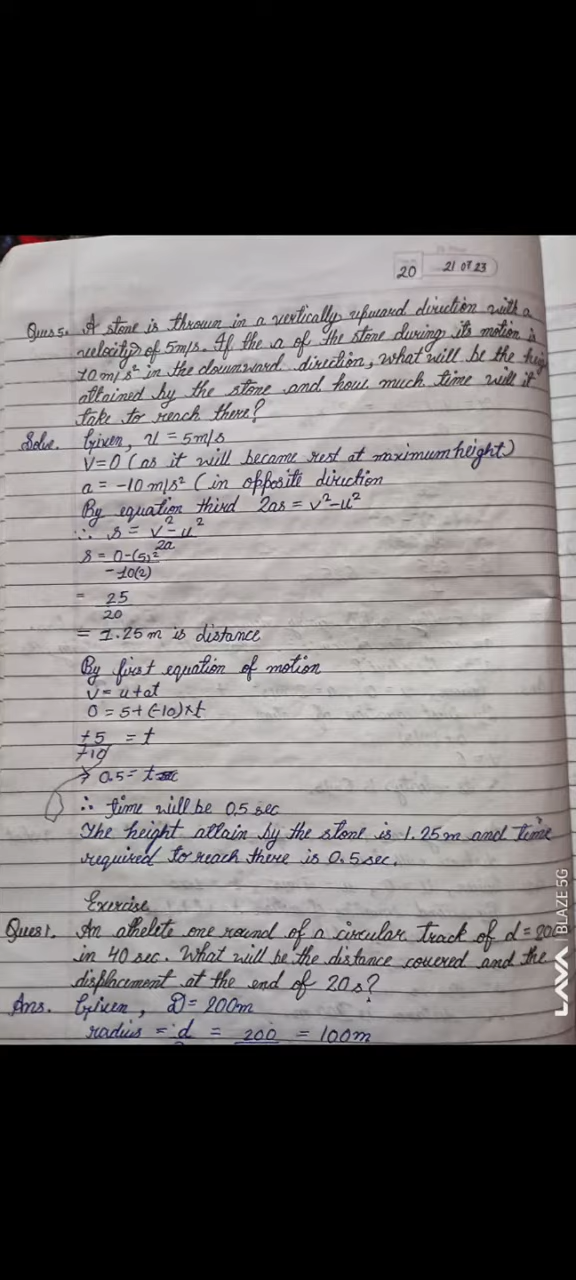 20 21 07 23
Ques 5. A stone is thrown in a vertically upward direction with a
velocity of 5m/s. If the a of the stone during its motion is
10 m/s² in the downward direction, what will be the heig
attained by the stone and how much time will it
take to reach there?
Solve. Given, u = 5m/s
V=0 (as it will became rest at maximum height)
a = -10 m/s² (in opposite direction
By equation third 2as = v²-u²
∴ s = v²-u²
2a
s = 0-(5)²
-10(2)
= 25
20
= 1.25 m is distance
By first equation of motion
V= u+at
0 = 5+(-10)×t
+5 = t
+10
→ 0.5 = t
∴ time will be 0.5 sec
The height attain by the stone is 1.25m and time
required to reach there is 0.5 sec.
Exercise
Ques 1. An athelete one round of a circular track of d = 200
in 40 sec. What will be the distance covered and the
displacement at the end of 20s?
Ans. Given, D = 200m
radius = d = 200 = 100m
LAVA BLAZE 5G